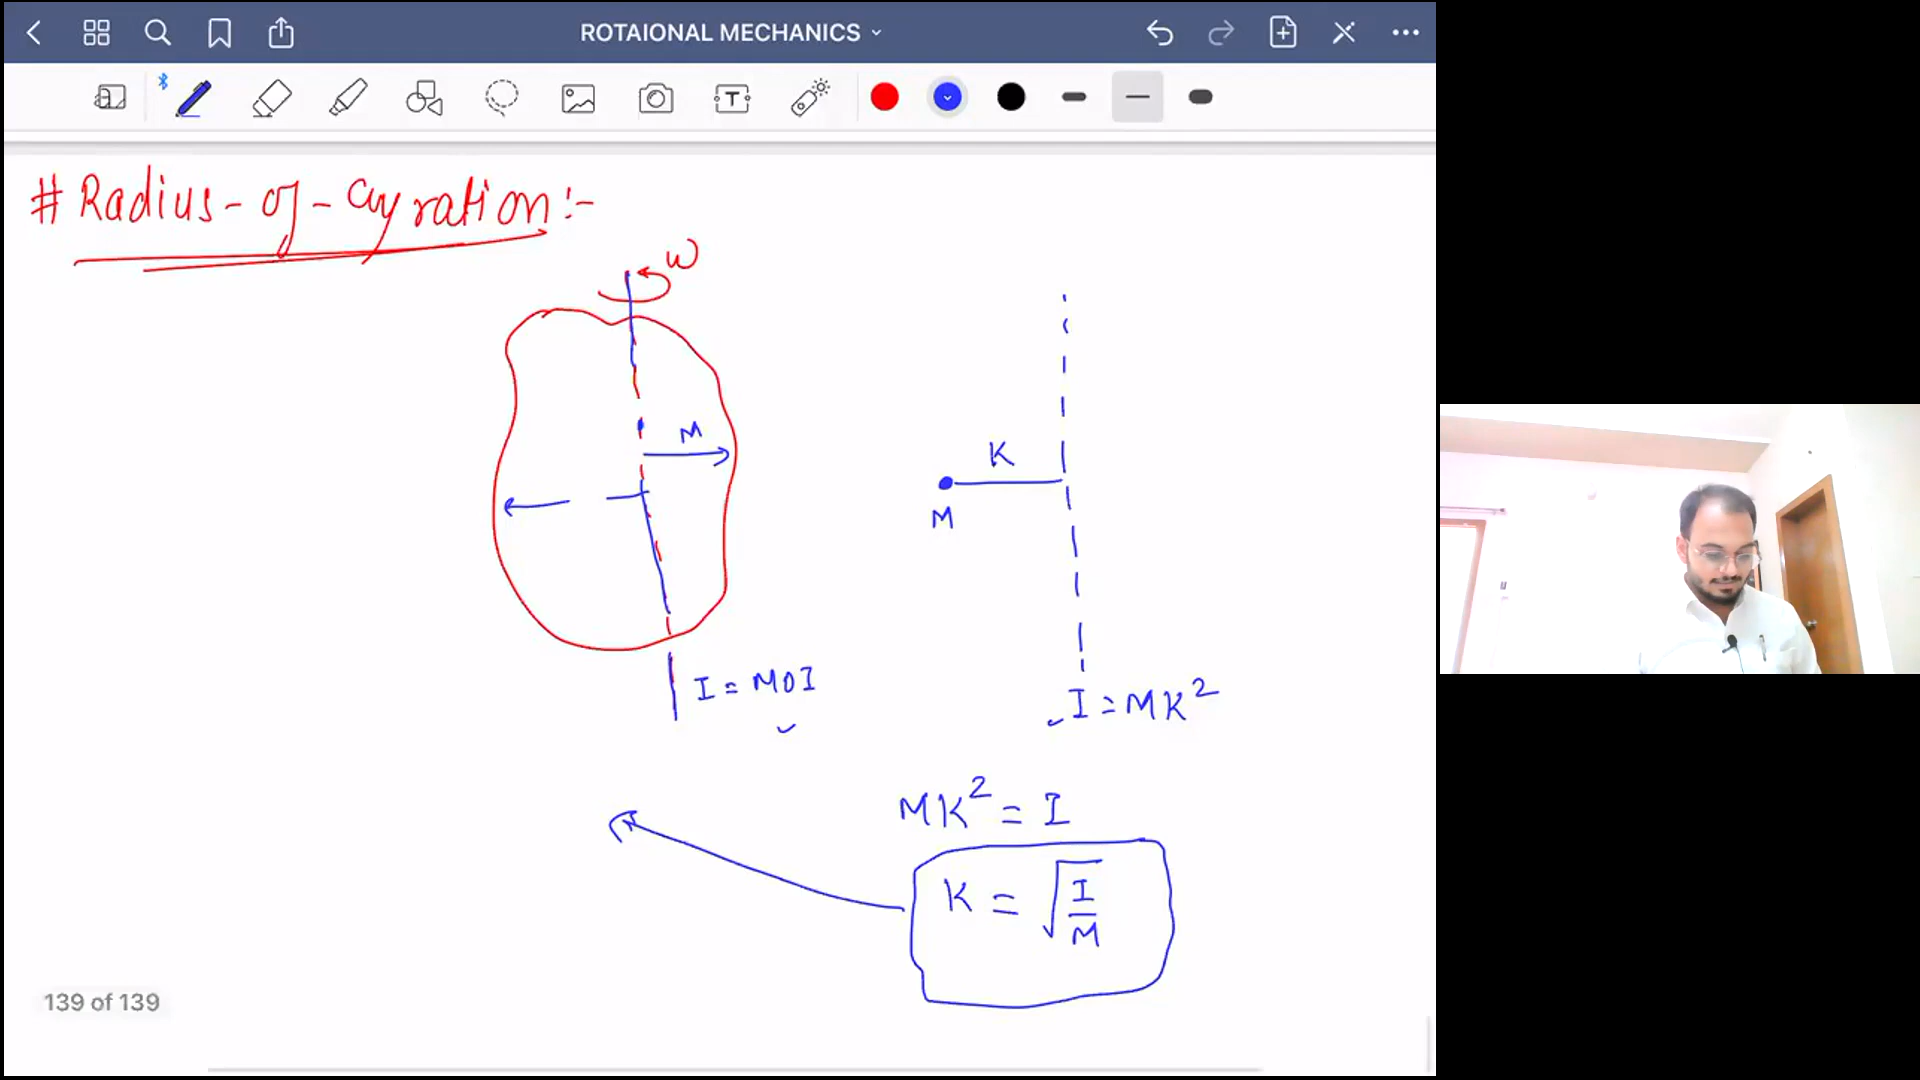 ROTAIONAL MECHANICS
T
# Radius-of-Gyration:-
ω
M
K
M
I = MOI
I = MK²
MK² = I
K = √(I/M)
139 of 139